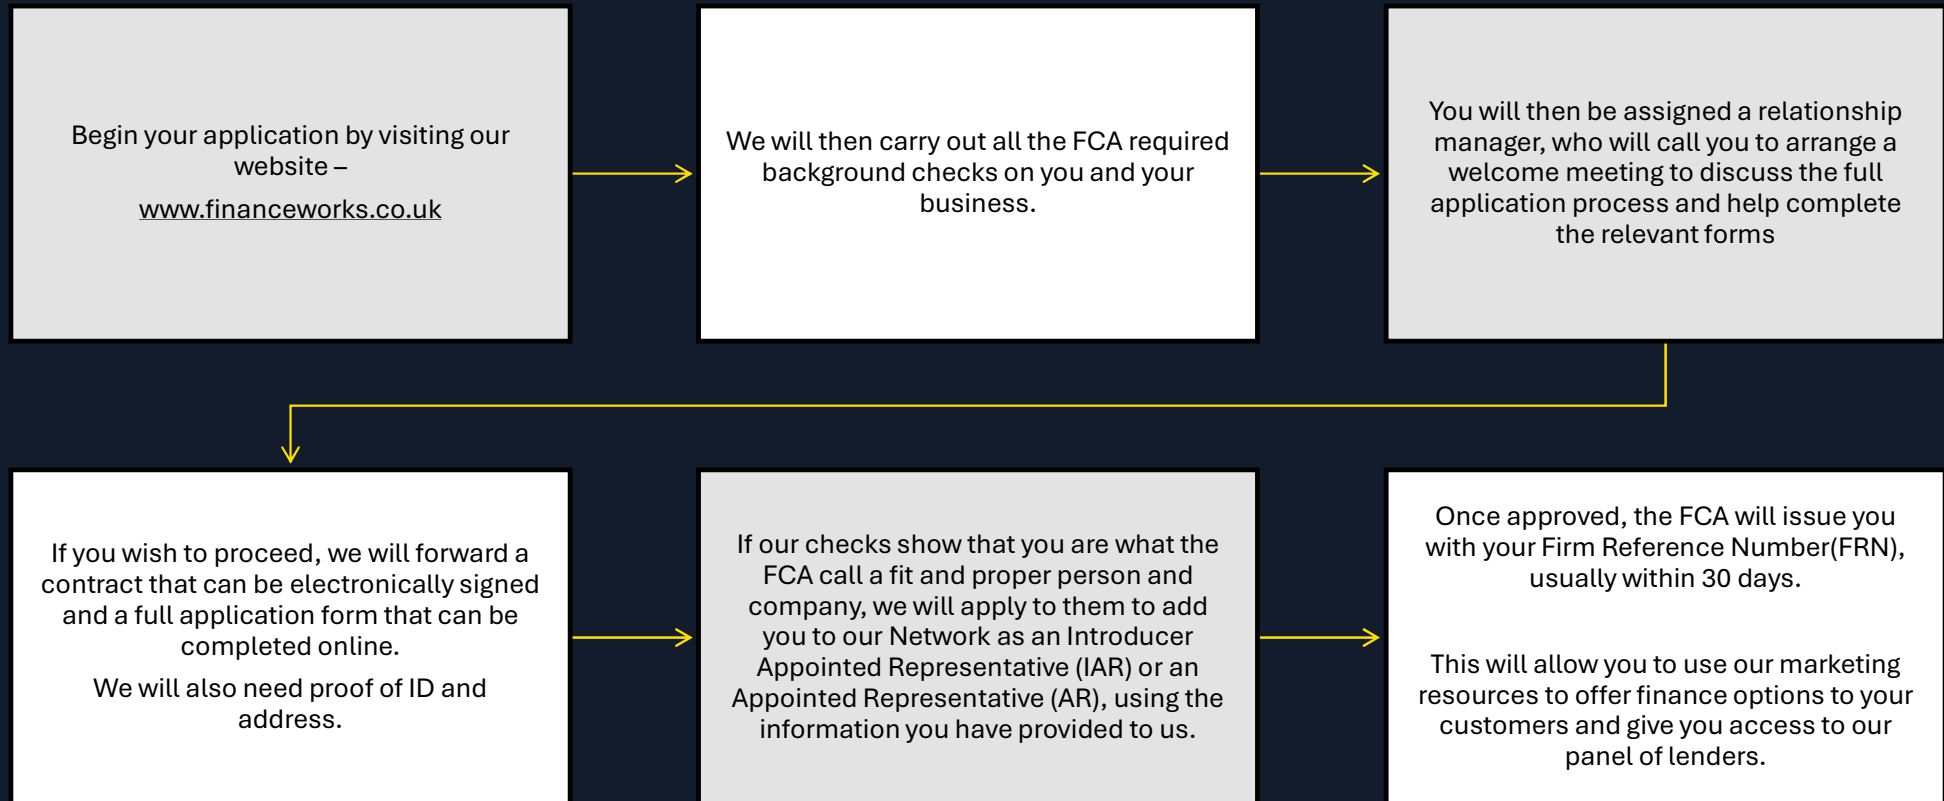 Begin your application by visiting our
website –
www.financeworks.co.uk
We will then carry out all the FCA required
background checks on you and your
business.
You will then be assigned a relationship
manager, who will call you to arrange a
welcome meeting to discuss the full
application process and help complete
the relevant forms
If you wish to proceed, we will forward a
contract that can be electronically signed
and a full application form that can be
completed online.
We will also need proof of ID and
address.
If our checks show that you are what the
FCA call a fit and proper person and
company, we will apply to them to add
you to our Network as an Introducer
Appointed Representative (IAR) or an
Appointed Representative (AR), using the
information you have provided to us.
Once approved, the FCA will issue you
with your Firm Reference Number(FRN),
usually within 30 days.
This will allow you to use our marketing
resources to offer finance options to your
customers and give you access to our
panel of lenders.